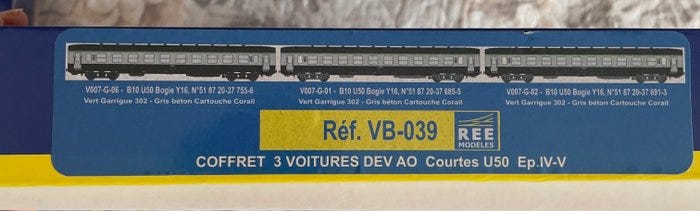 V007-G-06 - B10 U50 Bogie Y16, N°51 87 20-37 755-6
Vert Garrigue 302 - Gris béton Cartouche Corail
V007-G-01 - B10 U50 Bogie Y16, N°51 87 20-37 685-5
Vert Garrigue 302 - Gris béton Cartouche Corail
V007-G-02 - B10 U50 Bogie Y16, N°51 87 20-37 691-3
Vert Garrigue 302 - Gris béton Cartouche Corail
Réf. VB-039
REE
MODELES
COFFRET 3 VOITURES DEV AO Courtes U50 Ep.IV-V